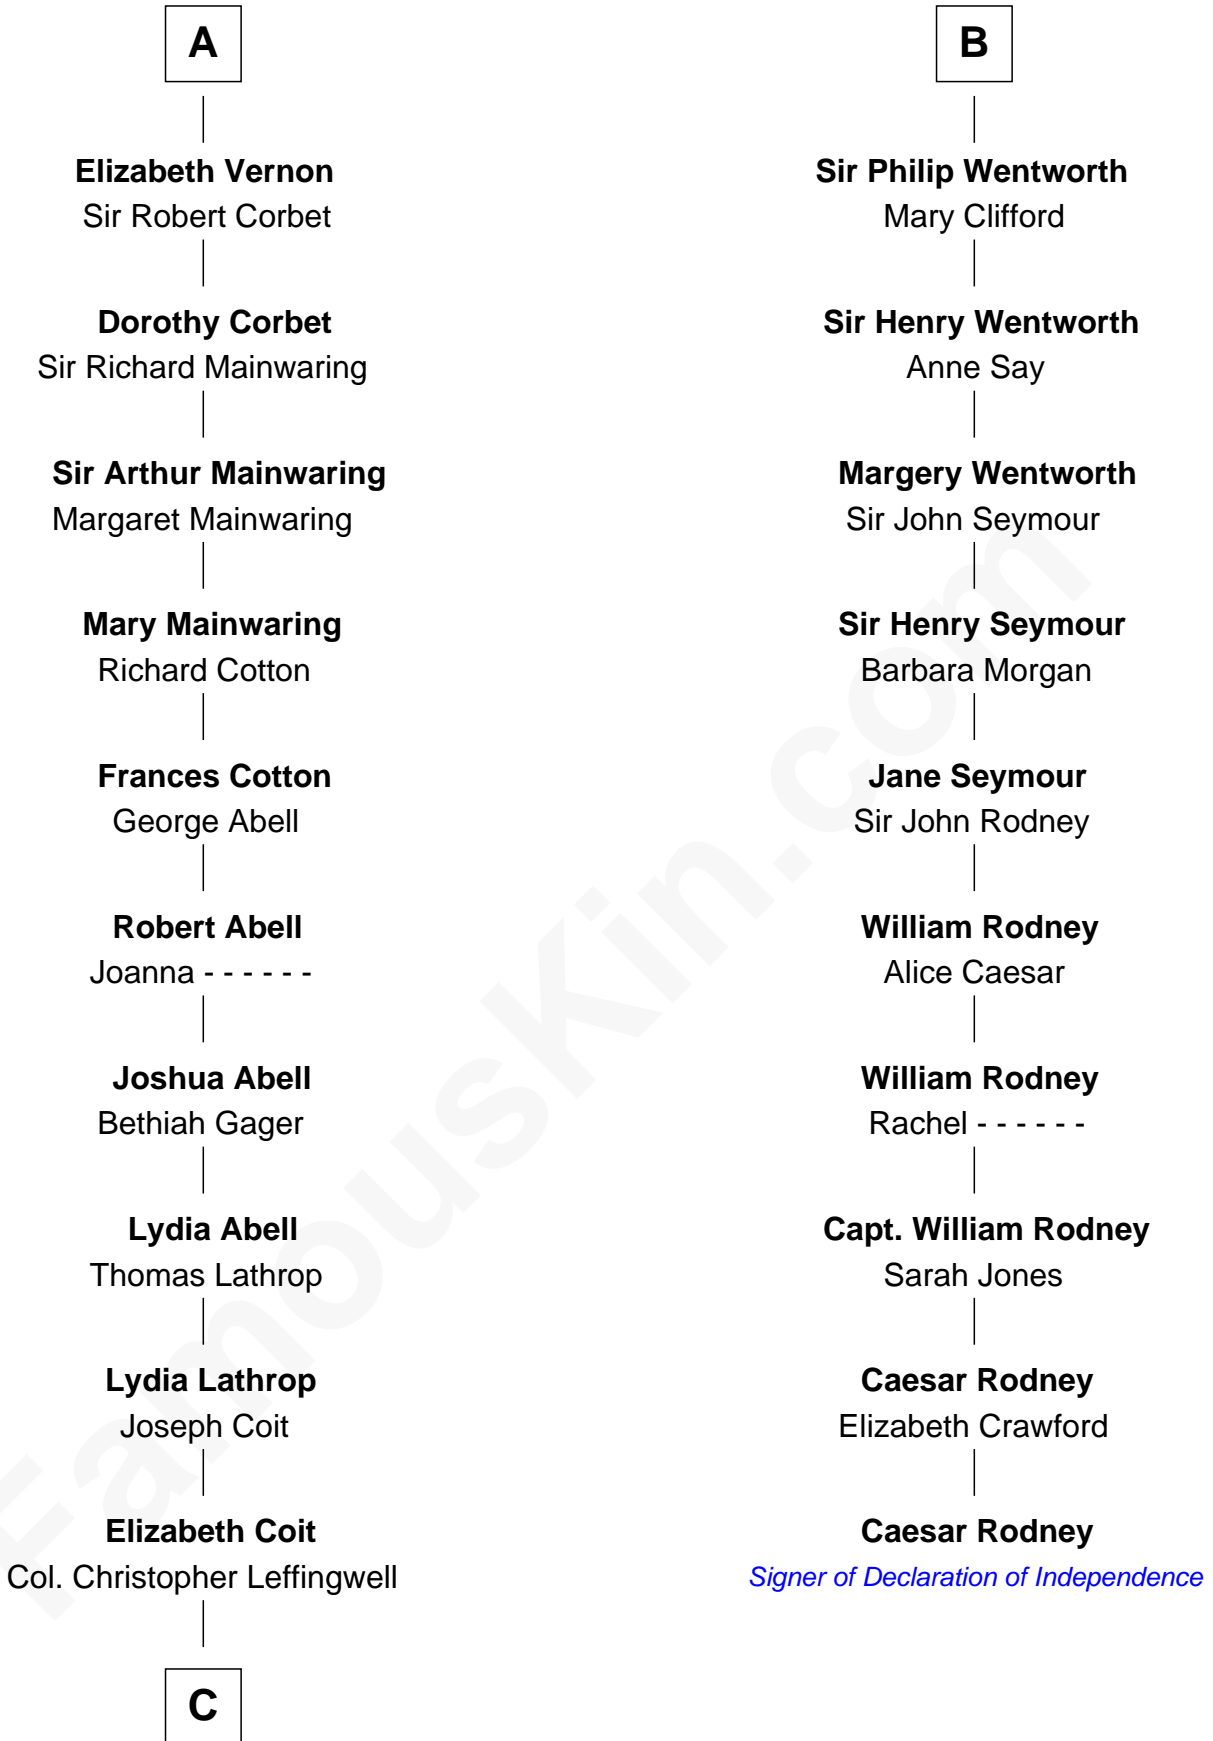 A
Elizabeth Vernon
Sir Robert Corbet
Dorothy Corbet
Sir Richard Mainwaring
Sir Arthur Mainwaring
Margaret Mainwaring
Mary Mainwaring
Richard Cotton
Frances Cotton
George Abell
Robert Abell
Joanna - - - - - -
Joshua Abell
Bethiah Gager
Lydia Abell
Thomas Lathrop
Lydia Lathrop
Joseph Coit
Elizabeth Coit
Col. Christopher Leffingwell
C
B
Sir Philip Wentworth
Mary Clifford
Sir Henry Wentworth
Anne Say
Margery Wentworth
Sir John Seymour
Sir Henry Seymour
Barbara Morgan
Jane Seymour
Sir John Rodney
William Rodney
Alice Caesar
William Rodney
Rachel - - - - - -
Capt. William Rodney
Sarah Jones
Caesar Rodney
Elizabeth Crawford
Caesar Rodney
Signer of Declaration of Independence
FamousKin.com